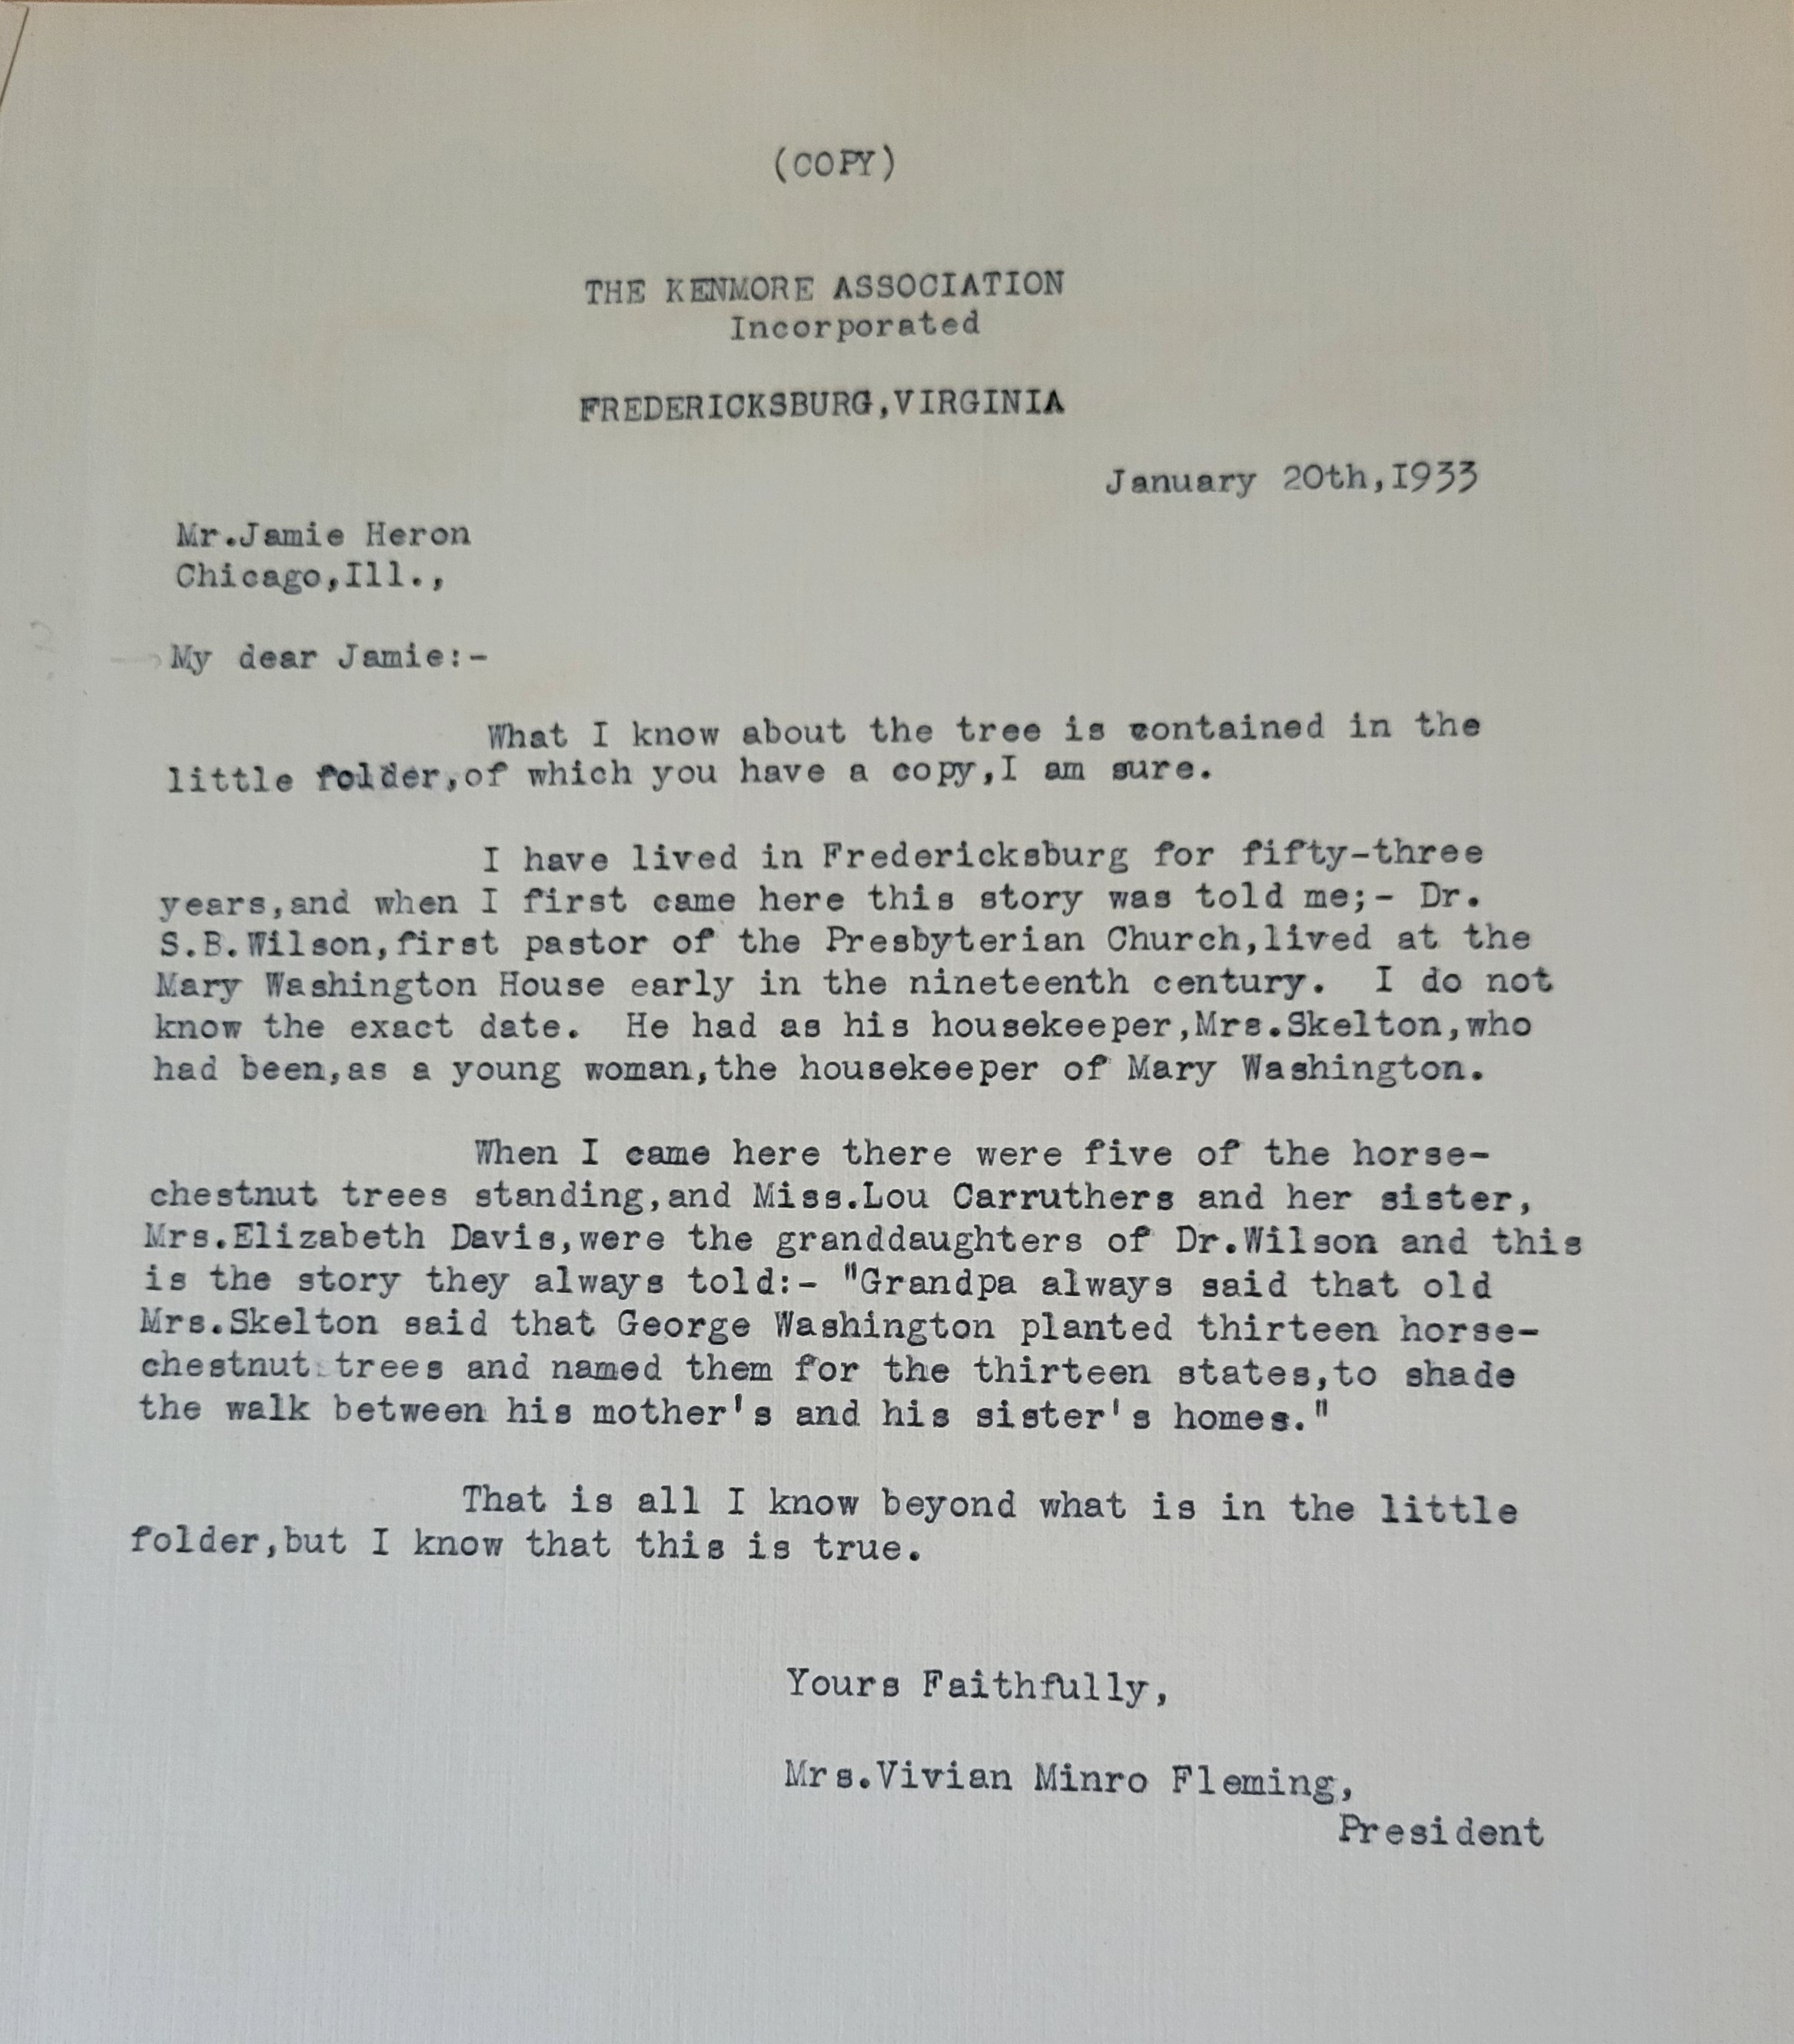 (COPY)
THE KENMORE ASSOCIATION
Incorporated
FREDERICKSBURG,VIRGINIA
January 20th,1933
Mr.Jamie Heron
Chicago,Ill.,
My dear Jamie:-
What I know about the tree is contained in the
little folder,of which you have a copy,I am sure.
I have lived in Fredericksburg for fifty-three
years,and when I first came here this story was told me;- Dr.
S.B.Wilson,first pastor of the Presbyterian Church,lived at the
Mary Washington House early in the nineteenth century. I do not
know the exact date. He had as his housekeeper,Mrs.Skelton,who
had been,as a young woman,the housekeeper of Mary Washington.
When I came here there were five of the horse-
chestnut trees standing,and Miss.Lou Carruthers and her sister,
Mrs.Elizabeth Davis,were the granddaughters of Dr.Wilson and this
is the story they always told:- "Grandpa always said that old
Mrs.Skelton said that George Washington planted thirteen horse-
chestnut trees and named them for the thirteen states,to shade
the walk between his mother's and his sister's homes."
That is all I know beyond what is in the little
folder,but I know that this is true.
Yours Faithfully,
Mrs.Vivian Minro Fleming,
President